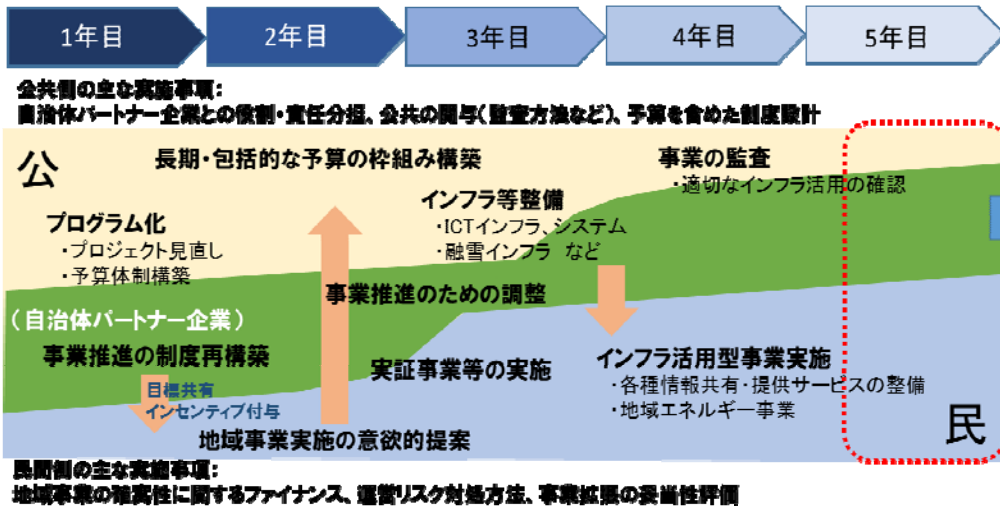 1年目
2年目
3年目
4年目
5年目
公共側の主な実施事項:
自治体パートナー企業との役割・責任分担、公共の関与(監査方法など)、予算を含めた制度設計
公
長期・包括的な予算の枠組み構築
事業の監査
・適切なインフラ活用の確認
プログラム化
・プロジェクト見直し
・予算体制構築
インフラ等整備
・ICTインフラ、システム
・融雪インフラ など
事業推進のための調整
(自治体パートナー企業)
事業推進の制度再構築
実証事業等の実施
インフラ活用型事業実施
・各種情報共有・提供サービスの整備
・地域エネルギー事業
目標共有
インセンティブ付与
地域事業実施の意欲的提案
民
民間側の主な実施事項:
地域事業の確実性に関するファイナンス、運営リスク対処方法、事業拡張の妥当性評価